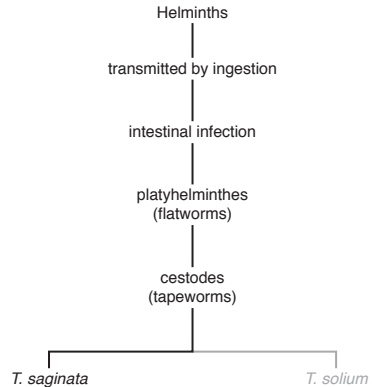 Helminths
transmitted by ingestion
intestinal infection
platyhelminthes
(flatworms)
cestodes
(tapeworms)
T. saginata
T. solium